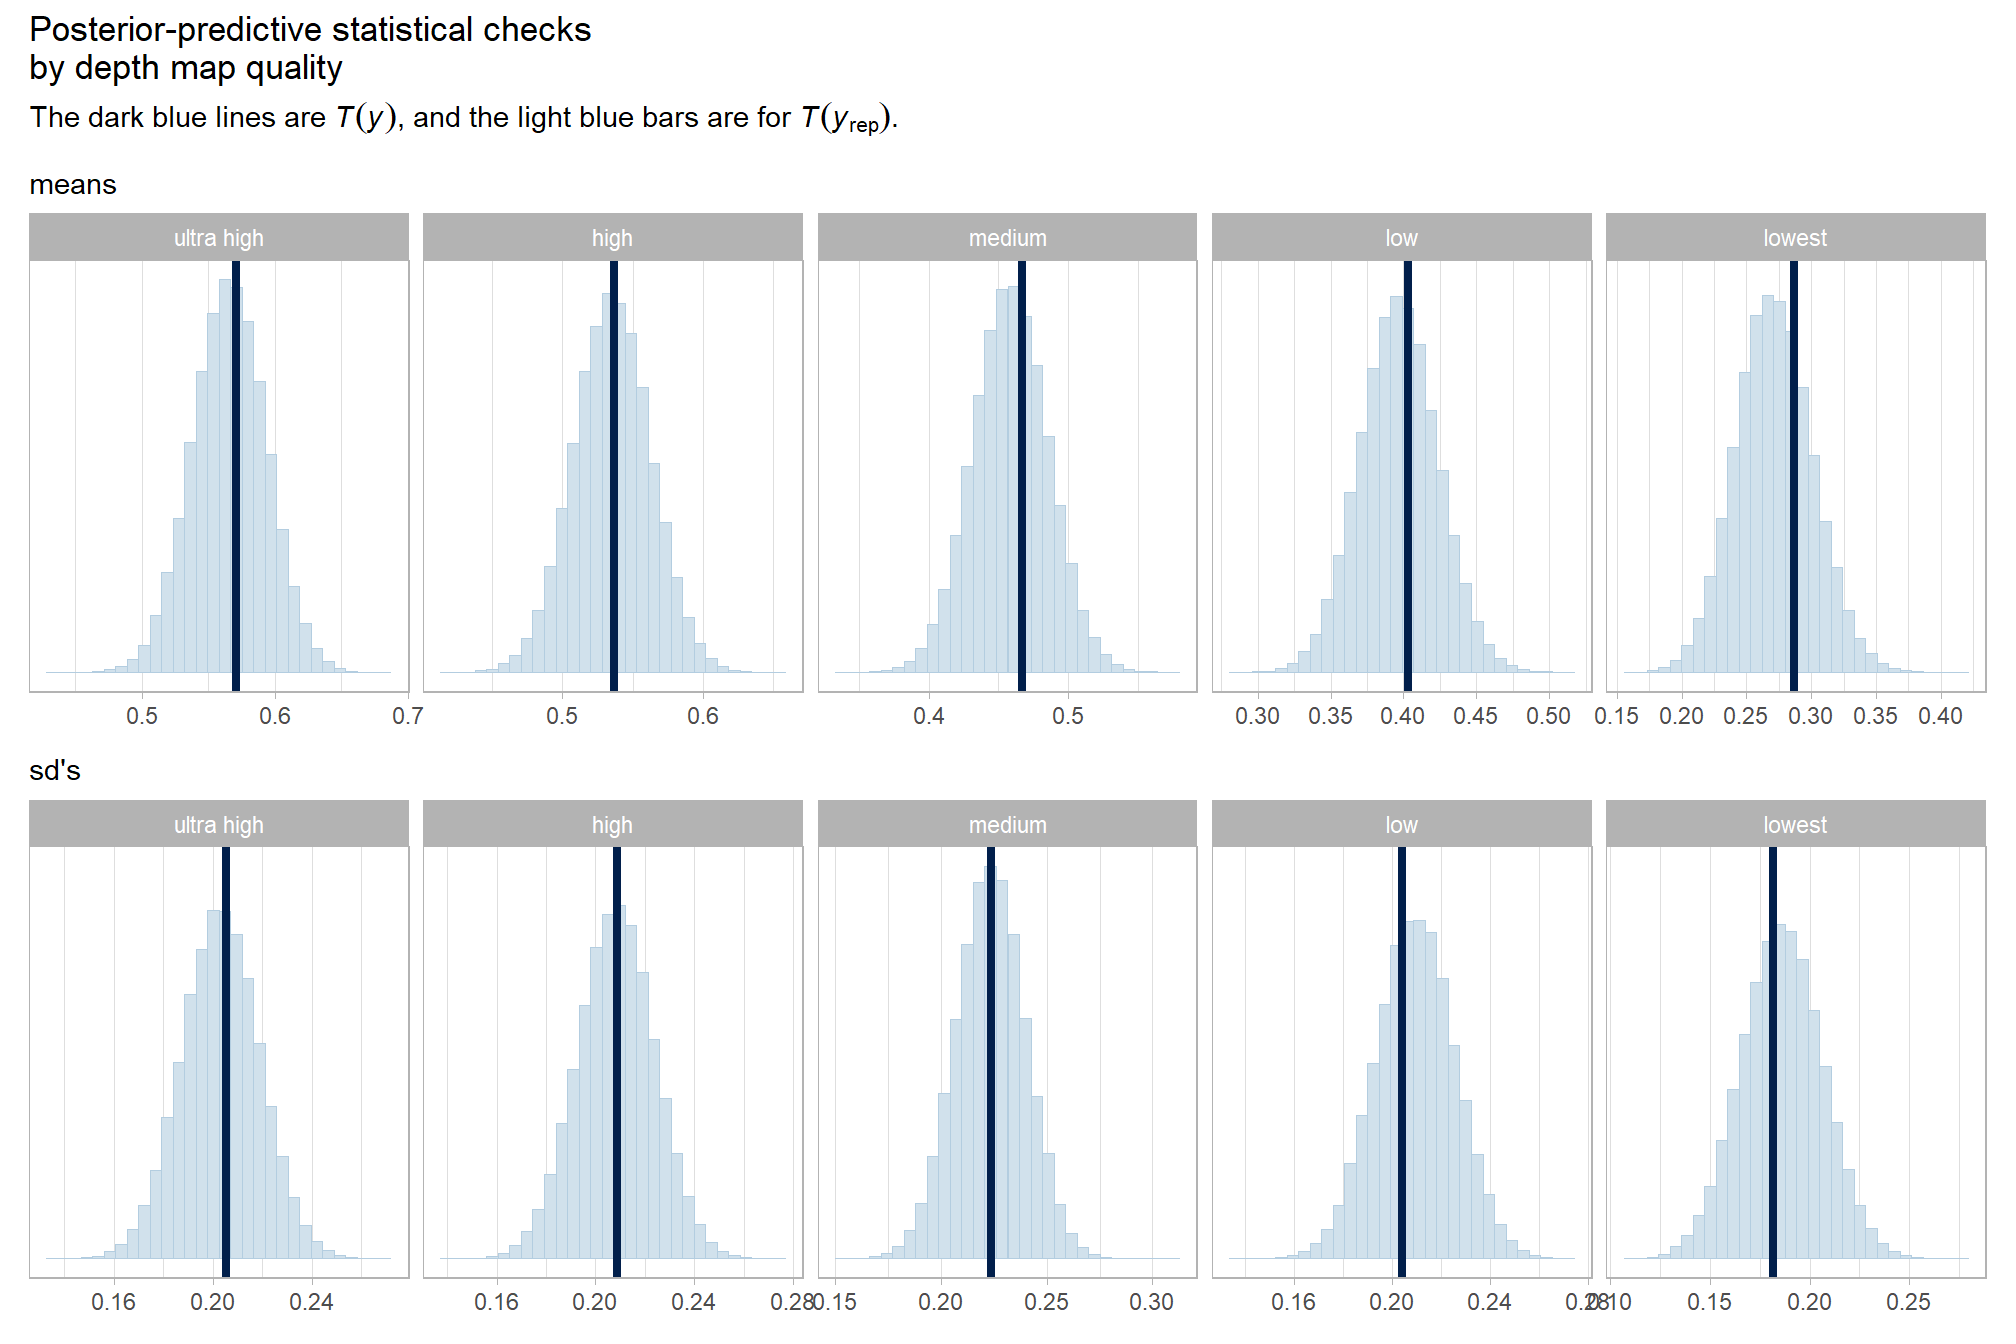 Posterior-predictive statistical checks
by depth map quality
The dark blue lines are T(y), and the light blue bars are for T(y_rep).
means
ultra high high medium low lowest
0.5 0.6 0.7 0.5 0.6 0.4 0.5 0.30 0.35 0.40 0.45 0.50 0.15 0.20 0.25 0.30 0.35 0.40
sd's
ultra high high medium low lowest
0.16 0.20 0.24 0.16 0.20 0.24 0.28 0.15 0.20 0.25 0.30 0.16 0.20 0.24 0.28 0.10 0.15 0.20 0.25